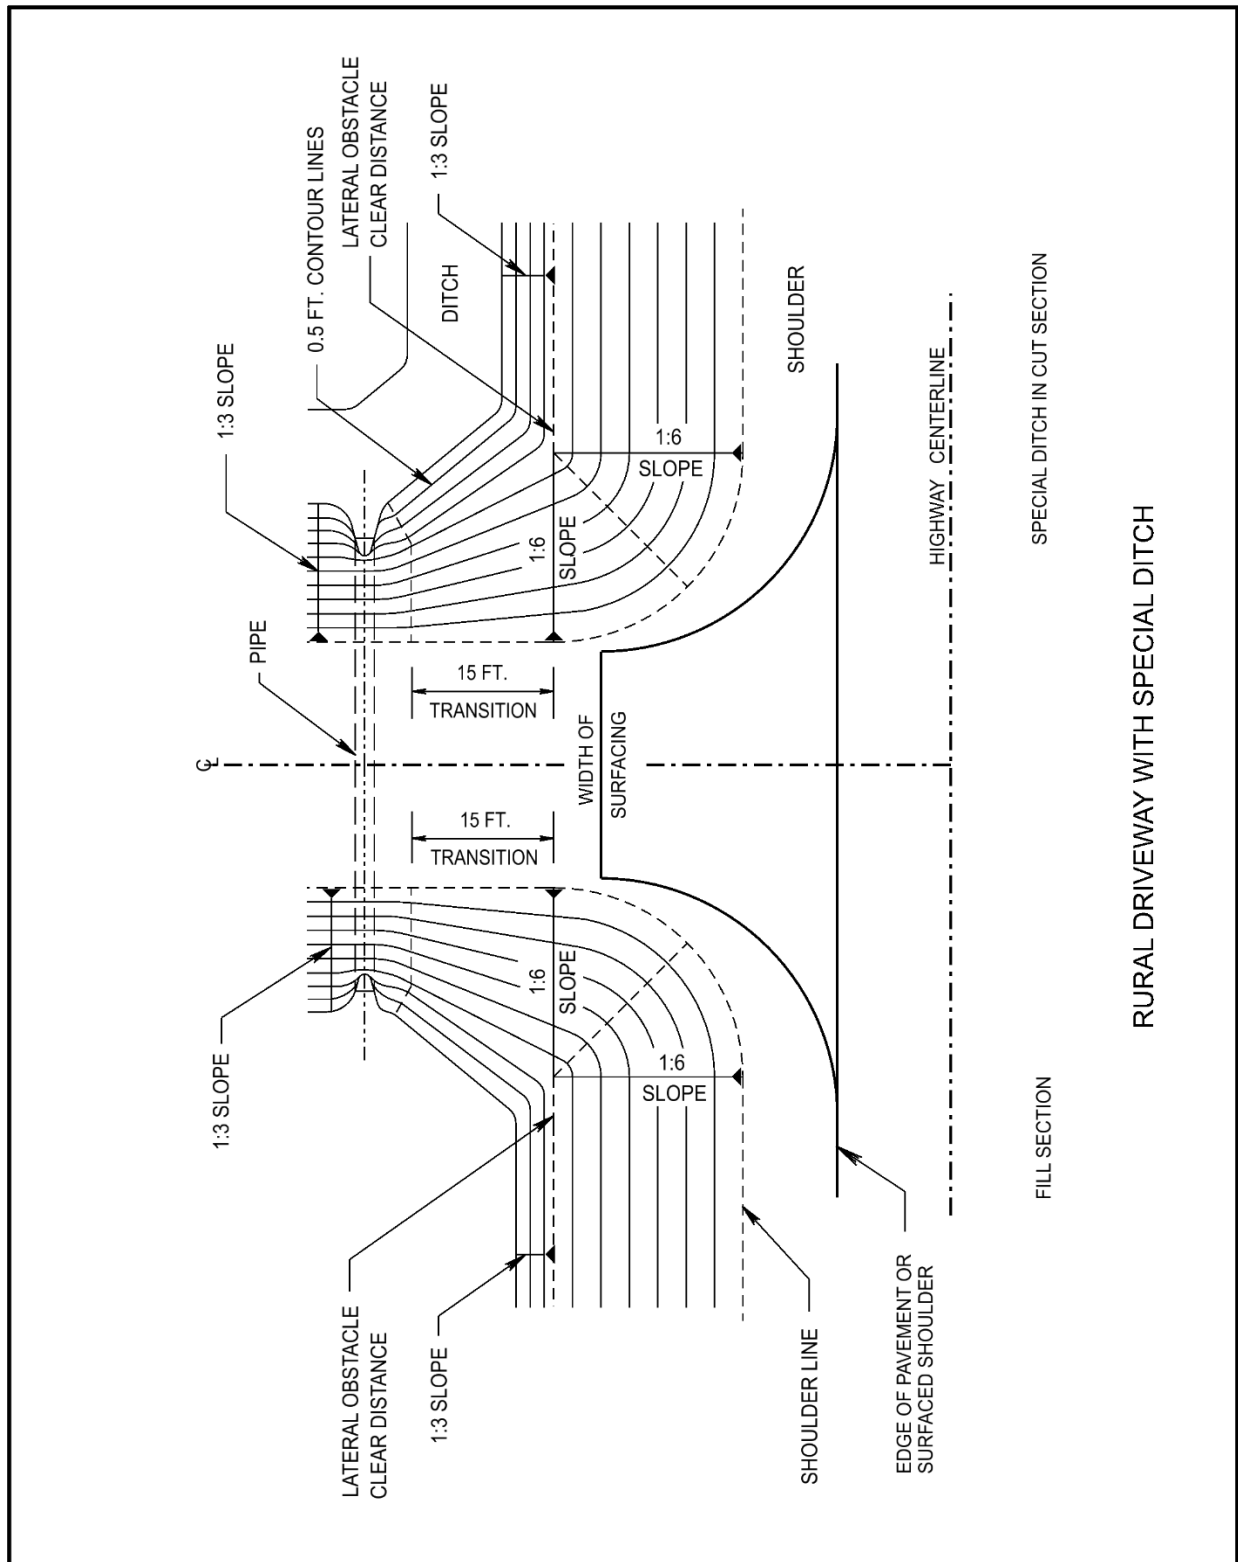 LATERAL OBSTACLE
CLEAR DISTANCE
0.5 FT. CONTOUR LINES
1:3 SLOPE
1:3 SLOPE
DITCH
PIPE
℄
15 FT.
TRANSITION
15 FT.
TRANSITION
1:6
SLOPE
1:6
SLOPE
1:6
SLOPE
1:6
SLOPE
WIDTH OF
SURFACING
SHOULDER
HIGHWAY CENTERLINE
SPECIAL DITCH IN CUT SECTION
1:3 SLOPE
1:3 SLOPE
LATERAL OBSTACLE
CLEAR DISTANCE
SHOULDER LINE
EDGE OF PAVEMENT OR
SURFACED SHOULDER
FILL SECTION
RURAL DRIVEWAY WITH SPECIAL DITCH